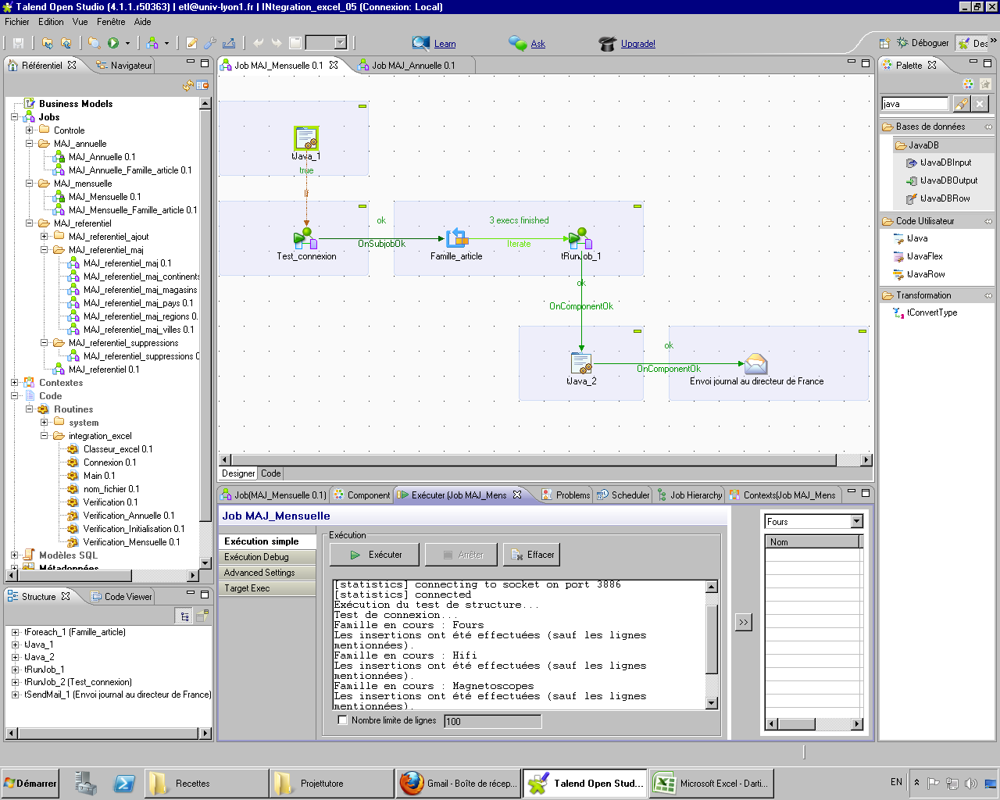 Talend Open Studio (4.1.1.r50363) | etl@univ-lyon1.fr | INtegration_excel_05 (Connexion: Local)
Fichier Edition Vue Fenêtre Aide
Learn Ask Upgrade! Déboguer Des
Référentiel Navigateur
Business Models
Jobs
Controle
MAJ_annuelle
MAJ_Annuelle 0.1
MAJ_Annuelle_Famille_article 0.1
MAJ_mensuelle
MAJ_Mensuelle 0.1
MAJ_Mensuelle_Famille_article 0.1
MAJ_referentiel
MAJ_referentiel_ajout
MAJ_referentiel_maj
MAJ_referentiel_maj 0.1
MAJ_referentiel_maj_continents
MAJ_referentiel_maj_magasins
MAJ_referentiel_maj_pays 0.1
MAJ_referentiel_maj_regions 0.
MAJ_referentiel_maj_villes 0.1
MAJ_referentiel_suppressions
MAJ_referentiel_suppressions 0
MAJ_referentiel 0.1
Contextes
Code
Routines
system
integration_excel
Classeur_excel 0.1
Connexion 0.1
Main 0.1
nom_fichier 0.1
Verification 0.1
Verification_Annuelle 0.1
Verification_Initialisation 0.1
Verification_Mensuelle 0.1
Modèles SQL
Métadonnées
Structure Code Viewer
tForeach_1 (Famille_article)
tJava_1
tJava_2
tRunJob_1
tRunJob_2 (Test_connexion)
tSendMail_1 (Envoi journal au directeur de France)
Job MAJ_Mensuelle 0.1 Job MAJ_Annuelle 0.1
tJava_1
true
If
Test_connexion
ok
OnSubjobOk
Famille_article
3 execs finished
Iterate
tRunJob_1
ok
OnComponentOk
tJava_2
ok
OnComponentOk
Envoi journal au directeur de France
Designer Code
Job(MAJ_Mensuelle 0.1) Component Exécuter (Job MAJ_Mens Problems Scheduler Job Hierarchy Contexts(Job MAJ_Mens
Job MAJ_Mensuelle
Exécution simple
Exécution Debug
Advanced Settings
Target Exec
Exécution
Exécuter Arrêter Effacer
[statistics] connecting to socket on port 3886
[statistics] connected
Exécution du test de structure...
Test de connexion...
Famille en cours : Fours
Les insertions ont été effectuées (sauf les lignes
mentionnées).
Famille en cours : Hifi
Les insertions ont été effectuées (sauf les lignes
mentionnées).
Famille en cours : Magnetoscopes
Les insertions ont été effectuées (sauf les lignes
mentionnées).
Nombre limite de lignes 100
>>
Fours
Nom
Palette
java
Bases de données
JavaDB
tJavaDBInput
tJavaDBOutput
tJavaDBRow
Code Utilisateur
tJava
tJavaFlex
tJavaRow
Transformation
tConvertType
Démarrer Recettes Projettutore Gmail - Boîte de récep... Talend Open Stud... Microsoft Excel - Darti... EN